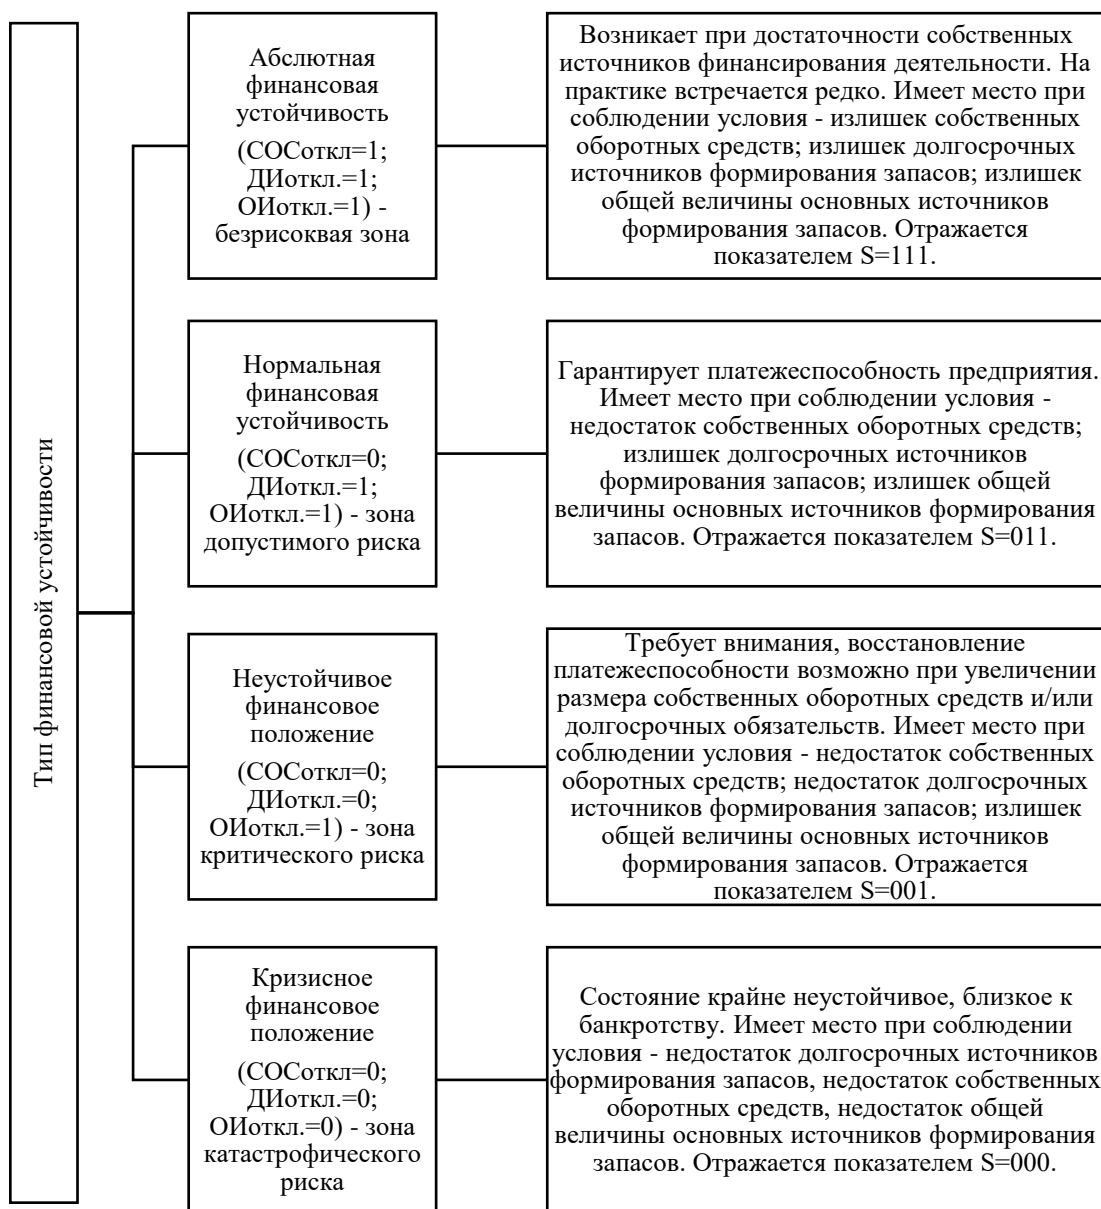 Тип финансовой устойчивости
Абслютная
финансовая
устойчивость
(СОСоткл=1;
ДИоткл.=1;
ОИоткл.=1) -
безрисоквая зона
Возникает при достаточности собственных
источников финансирования деятельности. На
практике встречается редко. Имеет место при
соблюдении условия - излишек собственных
оборотных средств; излишек долгосрочных
источников формирования запасов; излишек
общей величины основных источников
формирования запасов. Отражается
показателем S=111.
Нормальная
финансовая
устойчивость
(СОСоткл=0;
ДИоткл.=1;
ОИоткл.=1) - зона
допустимого риска
Гарантирует платежеспособность предприятия.
Имеет место при соблюдении условия -
недостаток собственных оборотных средств;
излишек долгосрочных источников
формирования запасов; излишек общей
величины основных источников формирования
запасов. Отражается показателем S=011.
Неустойчивое
финансовое
положение
(СОСоткл=0;
ДИоткл.=0;
ОИоткл.=1) - зона
критического риска
Требует внимания, восстановление
платежеспособности возможно при увеличении
размера собственных оборотных средств и/или
долгосрочных обязательств. Имеет место при
соблюдении условия - недостаток собственных
оборотных средств; недостаток долгосрочных
источников формирования запасов; излишек
общей величины основных источников
формирования запасов. Отражается
показателем S=001.
Кризисное
финансовое
положение
(СОСоткл=0;
ДИоткл.=0;
ОИоткл.=0) - зона
катастрофического
риска
Состояние крайне неустойчивое, близкое к
банкротству. Имеет место при соблюдении
условия - недостаток долгосрочных источников
формирования запасов, недостаток собственных
оборотных средств, недостаток общей
величины основных источников формирования
запасов. Отражается показателем S=000.